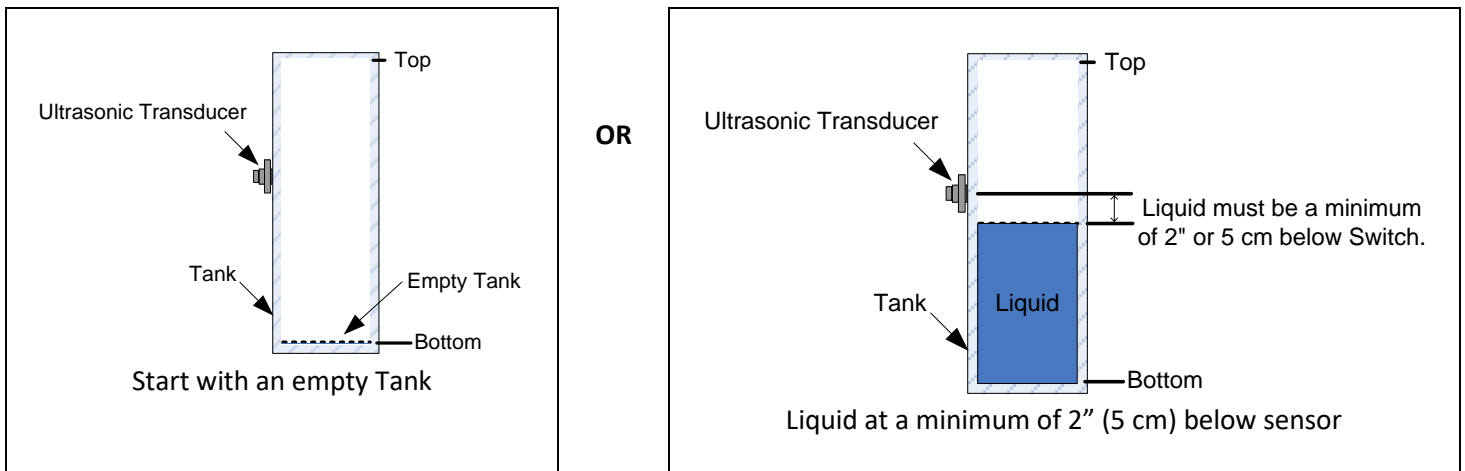 Top
Ultrasonic Transducer
Tank
Empty Tank
Bottom
Start with an empty Tank
OR
Top
Ultrasonic Transducer
Liquid must be a minimum
of 2" or 5 cm below Switch.
Tank
Liquid
Bottom
Liquid at a minimum of 2” (5 cm) below sensor